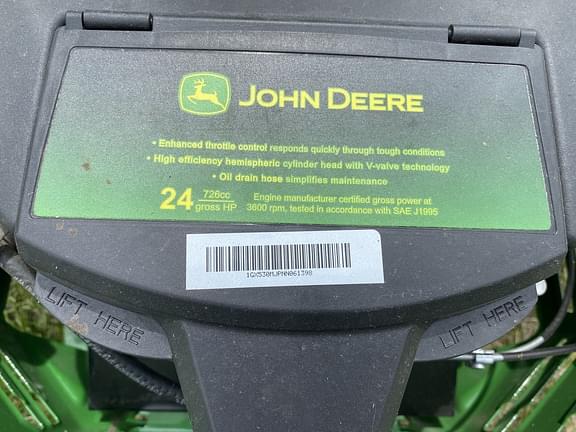 JOHN DEERE
• Enhanced throttle control responds quickly through tough conditions
• High efficiency hemispheric cylinder head with V-valve technology
• Oil drain hose simplifies maintenance
24 726cc gross HP
Engine manufacturer certified gross power at
3600 rpm, tested in accordance with SAE J1995
1GX530MJPMN061398
LIFT HERE
LIFT HERE